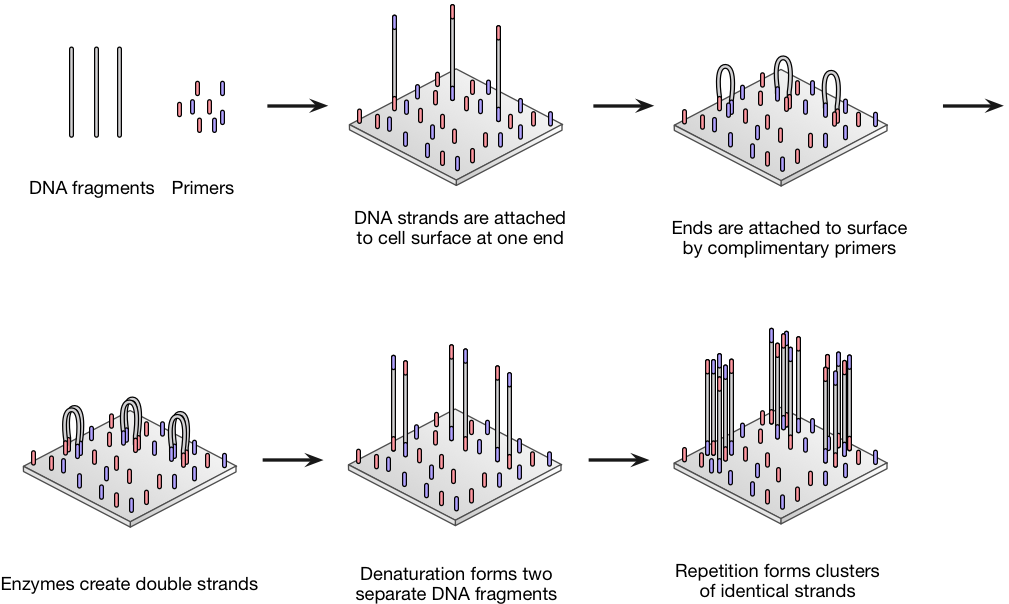 DNA fragments
Primers
DNA strands are attached
to cell surface at one end
Ends are attached to surface
by complimentary primers
Enzymes create double strands
Denaturation forms two
separate DNA fragments
Repetition forms clusters
of identical strands